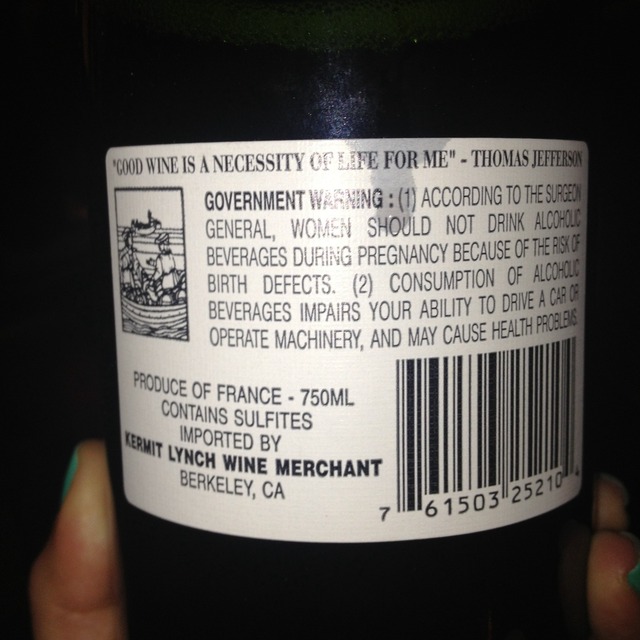 "GOOD WINE IS A NECESSITY OF LIFE FOR ME" - THOMAS JEFFERSON
GOVERNMENT WARNING : (1) ACCORDING TO THE SURGEON
GENERAL, WOMEN SHOULD NOT DRINK ALCOHOLIC
BEVERAGES DURING PREGNANCY BECAUSE OF THE RISK OF
BIRTH DEFECTS. (2) CONSUMPTION OF ALCOHOLIC
BEVERAGES IMPAIRS YOUR ABILITY TO DRIVE A CAR OR
OPERATE MACHINERY, AND MAY CAUSE HEALTH PROBLEMS.
PRODUCE OF FRANCE - 750ML
CONTAINS SULFITES
IMPORTED BY
KERMIT LYNCH WINE MERCHANT
BERKELEY, CA
7 61503 25210 4